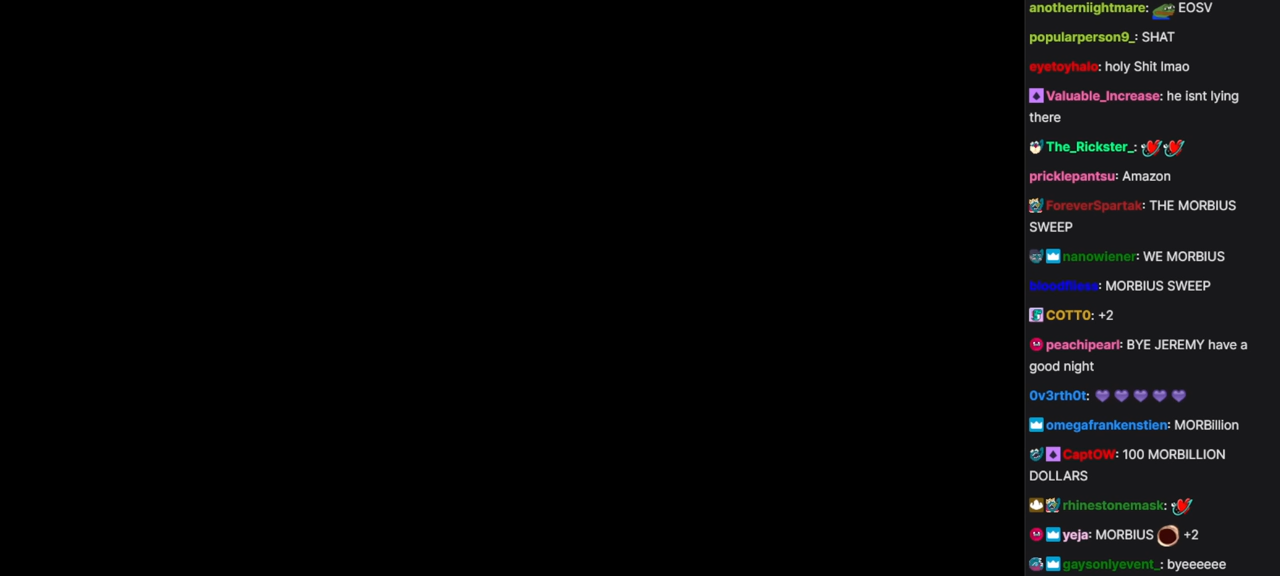 anotherniightmare: EOSV
popularperson9_: SHAT
eyetoyhalo: holy Shit lmao
Valuable_Increase: he isnt lying
there
The_Rickster_:
pricklepantsu: Amazon
ForeverSpartak: THE MORBIUS
SWEEP
nanowiener: WE MORBIUS
: MORBIUS SWEEP
COTT0: +2
peachipearl: BYE JEREMY have a
good night
0v3rth0t: 💜 💜 💜 💜 💜
omegafrankenstien: MORBillion
CaptOW: 100 MORBILLION
DOLLARS
rhinestonemask:
yeja: MORBIUS +2
gaysonlyevent_: byeeeeee